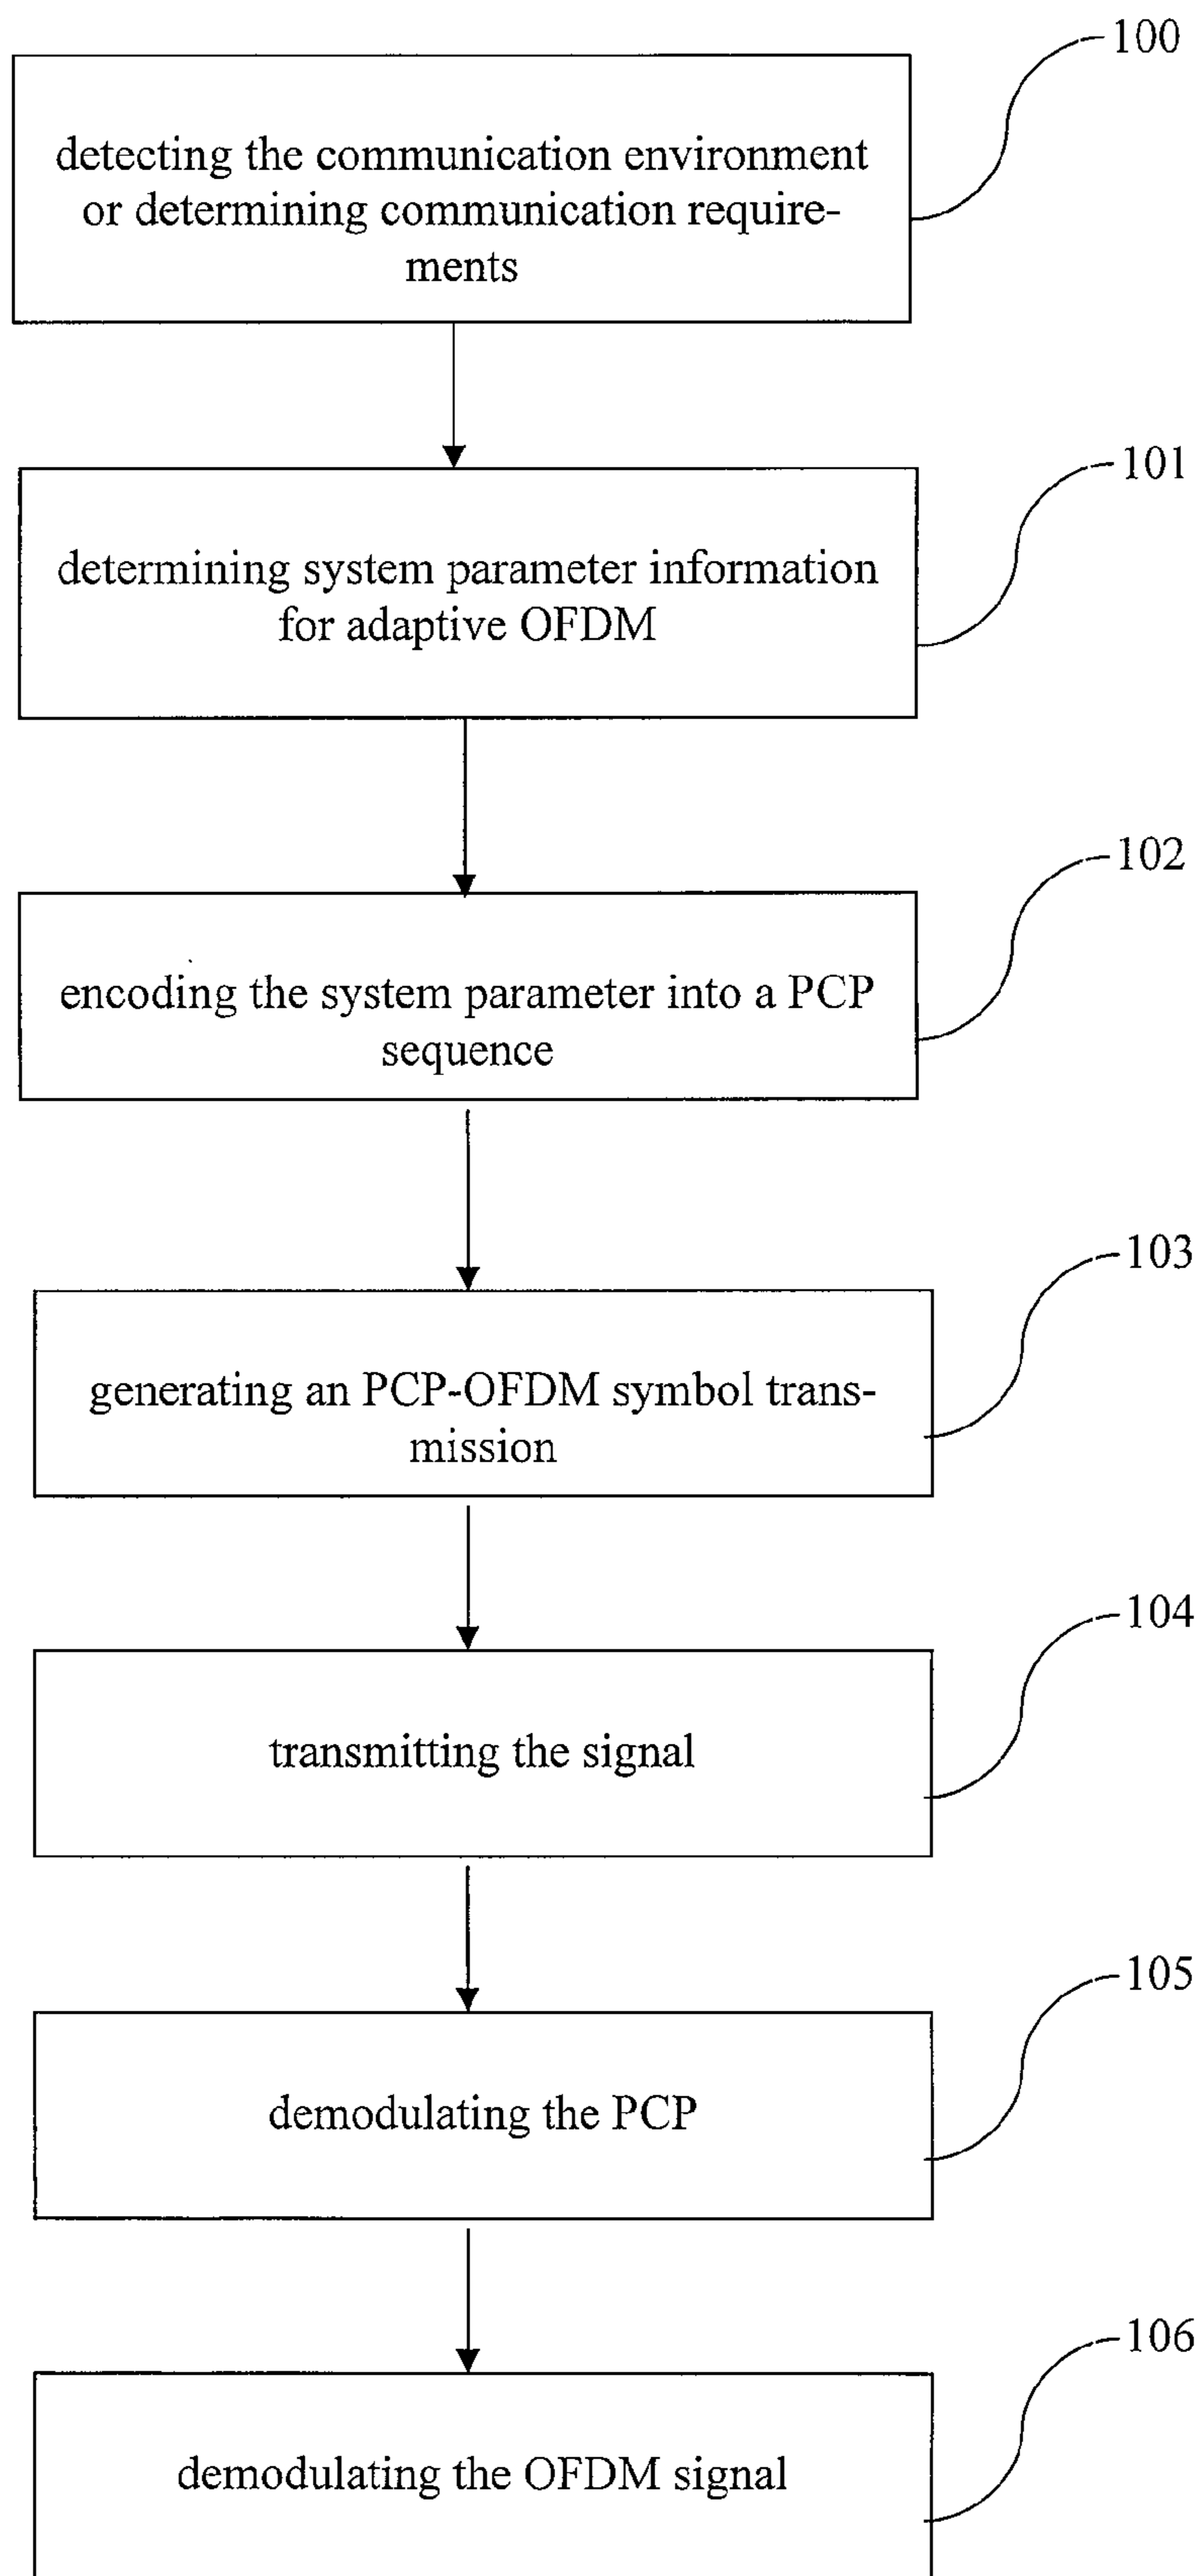 100
detecting the communication environment
or determining communication require-
ments
101
determining system parameter information
for adaptive OFDM
102
encoding the system parameter into a PCP
sequence
103
generating an PCP-OFDM symbol trans-
mission
104
transmitting the signal
105
demodulating the PCP
106
demodulating the OFDM signal